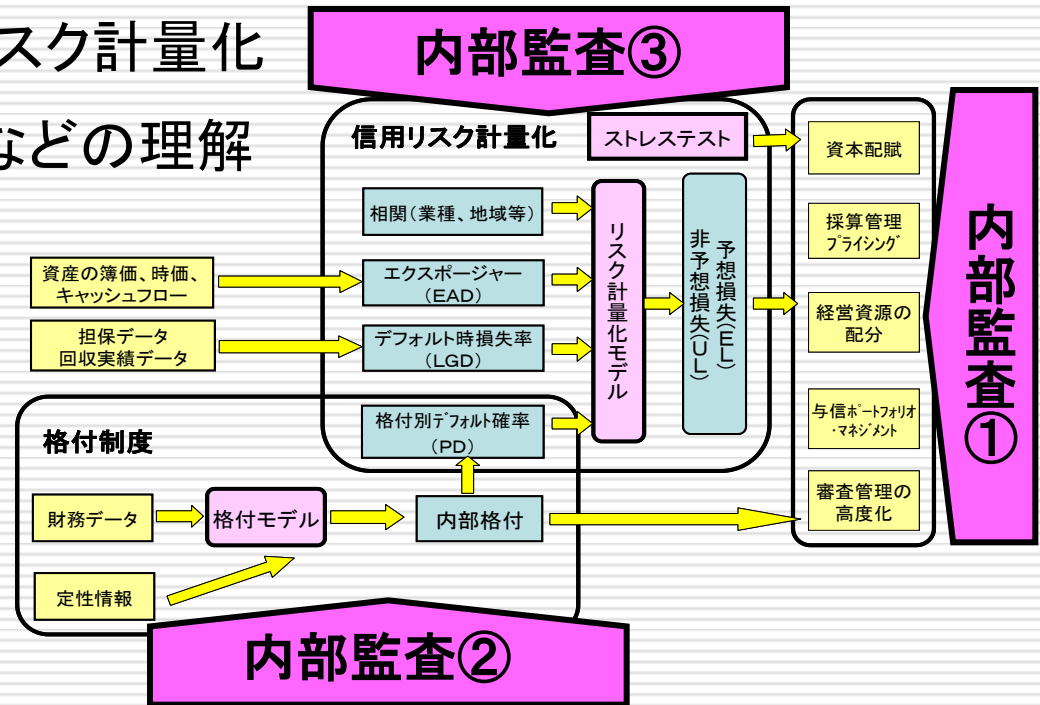 スク計量化
などの理解
内部監査③
信用リスク計量化
ストレステスト
資本配賦
相関(業種、地域等)
採算管理
プライシング
資産の簿価、時価、
キャッシュフロー
エクスポージャー
(EAD)
リスク計量化モデル
予想損失(EL)
非予想損失(UL)
経営資源の
配分
内部監査①
担保データ
回収実績データ
デフォルト時損失率
(LGD)
格付別デフォルト確率
(PD)
与信ポートフォリオ
・マネジメント
格付制度
財務データ
格付モデル
内部格付
審査管理の
高度化
定性情報
内部監査②